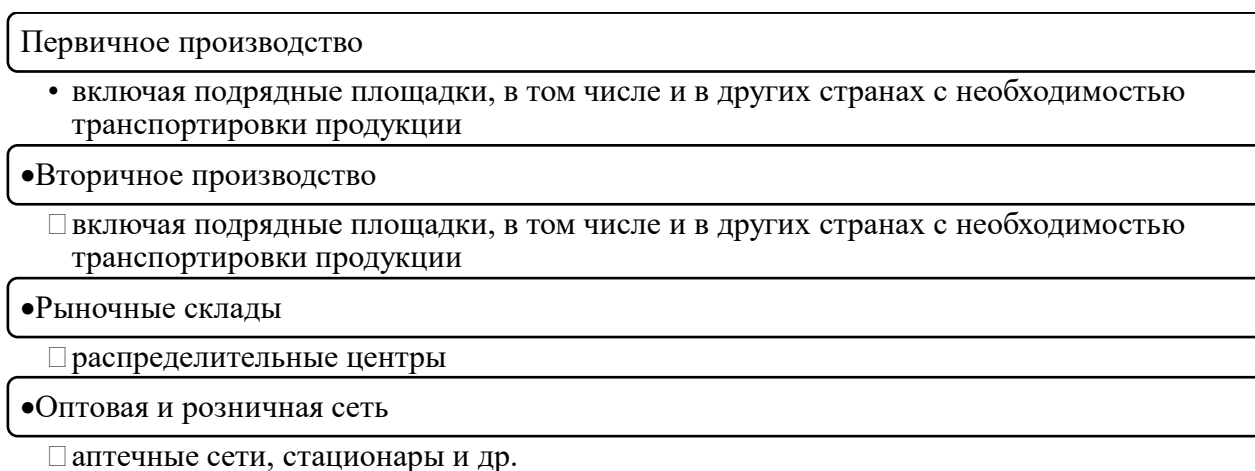 Первичное производство
• включая подрядные площадки, в том числе и в других странах с необходимостью
транспортировки продукции
•Вторичное производство
□ включая подрядные площадки, в том числе и в других странах с необходимостью
транспортировки продукции
•Рыночные склады
□ распределительные центры
•Оптовая и розничная сеть
□ аптечные сети, стационары и др.